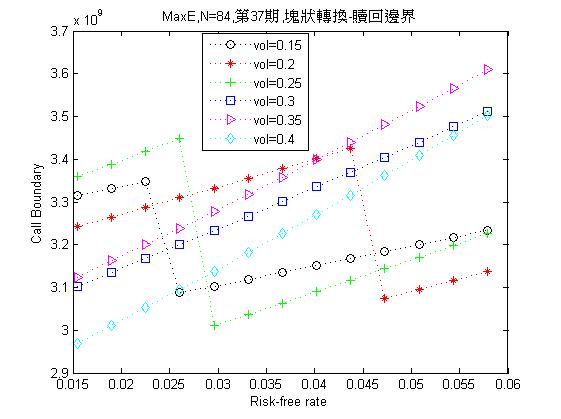 MaxE,N=84,第37期,塊狀轉換-贖回邊界
x 10^9
3.7
3.6
3.5
3.4
3.3
3.2
3.1
3
2.9
Call Boundary
vol=0.15
vol=0.2
vol=0.25
vol=0.3
vol=0.35
vol=0.4
0.015 0.02 0.025 0.03 0.035 0.04 0.045 0.05 0.055 0.06
Risk-free rate